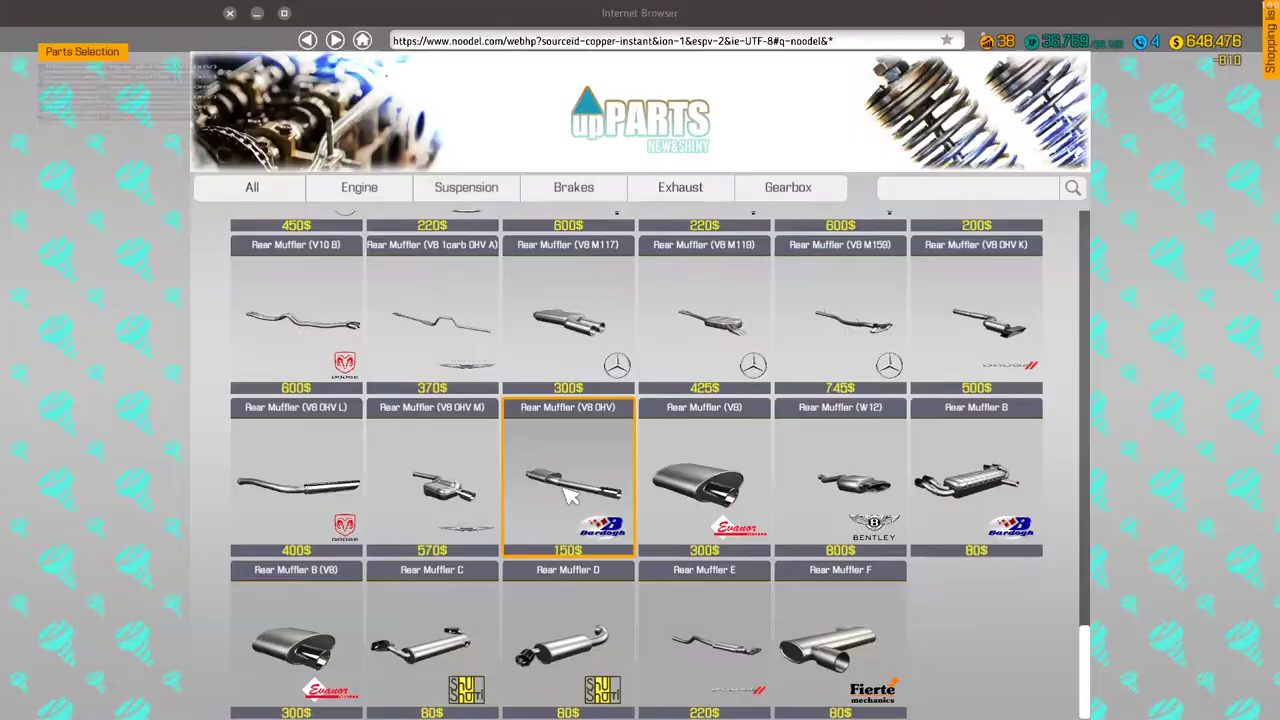 Internet Browser
https://www.noodel.com/webhp?sourceid-copper-instant&ion-1&espv-2&ie-UTF-8#q-noodel&*
38
4
648,476
-810
Shopping list
Parts Selection
upPARTS
NEW&SHINY
All
Engine
Suspension
Brakes
Exhaust
Gearbox
450$
220$
600$
220$
600$
200$
Rear Muffler (V10 B)
Rear Muffler (V8 1carb OHV A)
Rear Muffler (V8 M117)
Rear Muffler (V8 M119)
Rear Muffler (V8 M159)
Rear Muffler (V8 OHV K)
DODGE
600$
370$
300$
425$
745$
500$
Rear Muffler (V8 OHV L)
Rear Muffler (V8 OHV M)
Rear Muffler (V8 OHV)
Rear Muffler (V8)
Rear Muffler (W12)
Rear Muffler B
DODGE
Bardogh
Evanor
BENTLEY
Bardogh
400$
570$
150$
300$
800$
80$
Rear Muffler B (V8)
Rear Muffler C
Rear Muffler D
Rear Muffler E
Rear Muffler F
Evanor
Fierté
mechanics
300$
80$
80$
220$
80$